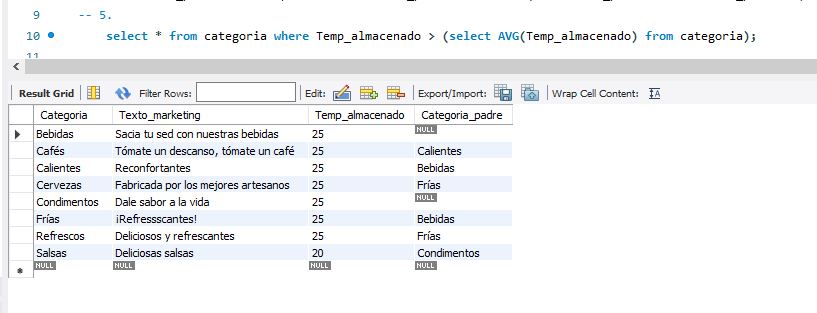 9 -- 5.
10 select * from categoria where Temp_almacenado > (select AVG(Temp_almacenado) from categoria);
11
Result Grid Filter Rows: Edit: Export/Import: Wrap Cell Content: IA
Categoria Texto_marketing Temp_almacenado Categoria_padre
Bebidas Sacia tu sed con nuestras bebidas 25 NULL
Cafés Tómate un descanso, tómate un café 25 Calientes
Calientes Reconfortantes 25 Bebidas
Cervezas Fabricada por los mejores artesanos 25 Frías
Condimentos Dale sabor a la vida 25 NULL
Frías ¡Refressscantes! 25 Bebidas
Refrescos Deliciosos y refrescantes 25 Frías
Salsas Deliciosas salsas 20 Condimentos
NULL NULL NULL NULL